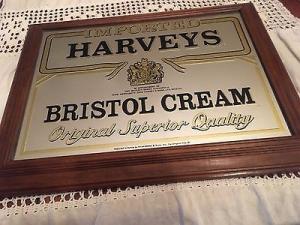 IMPORTED
HARVEYS
BRISTOL CREAM
Original Superior Quality